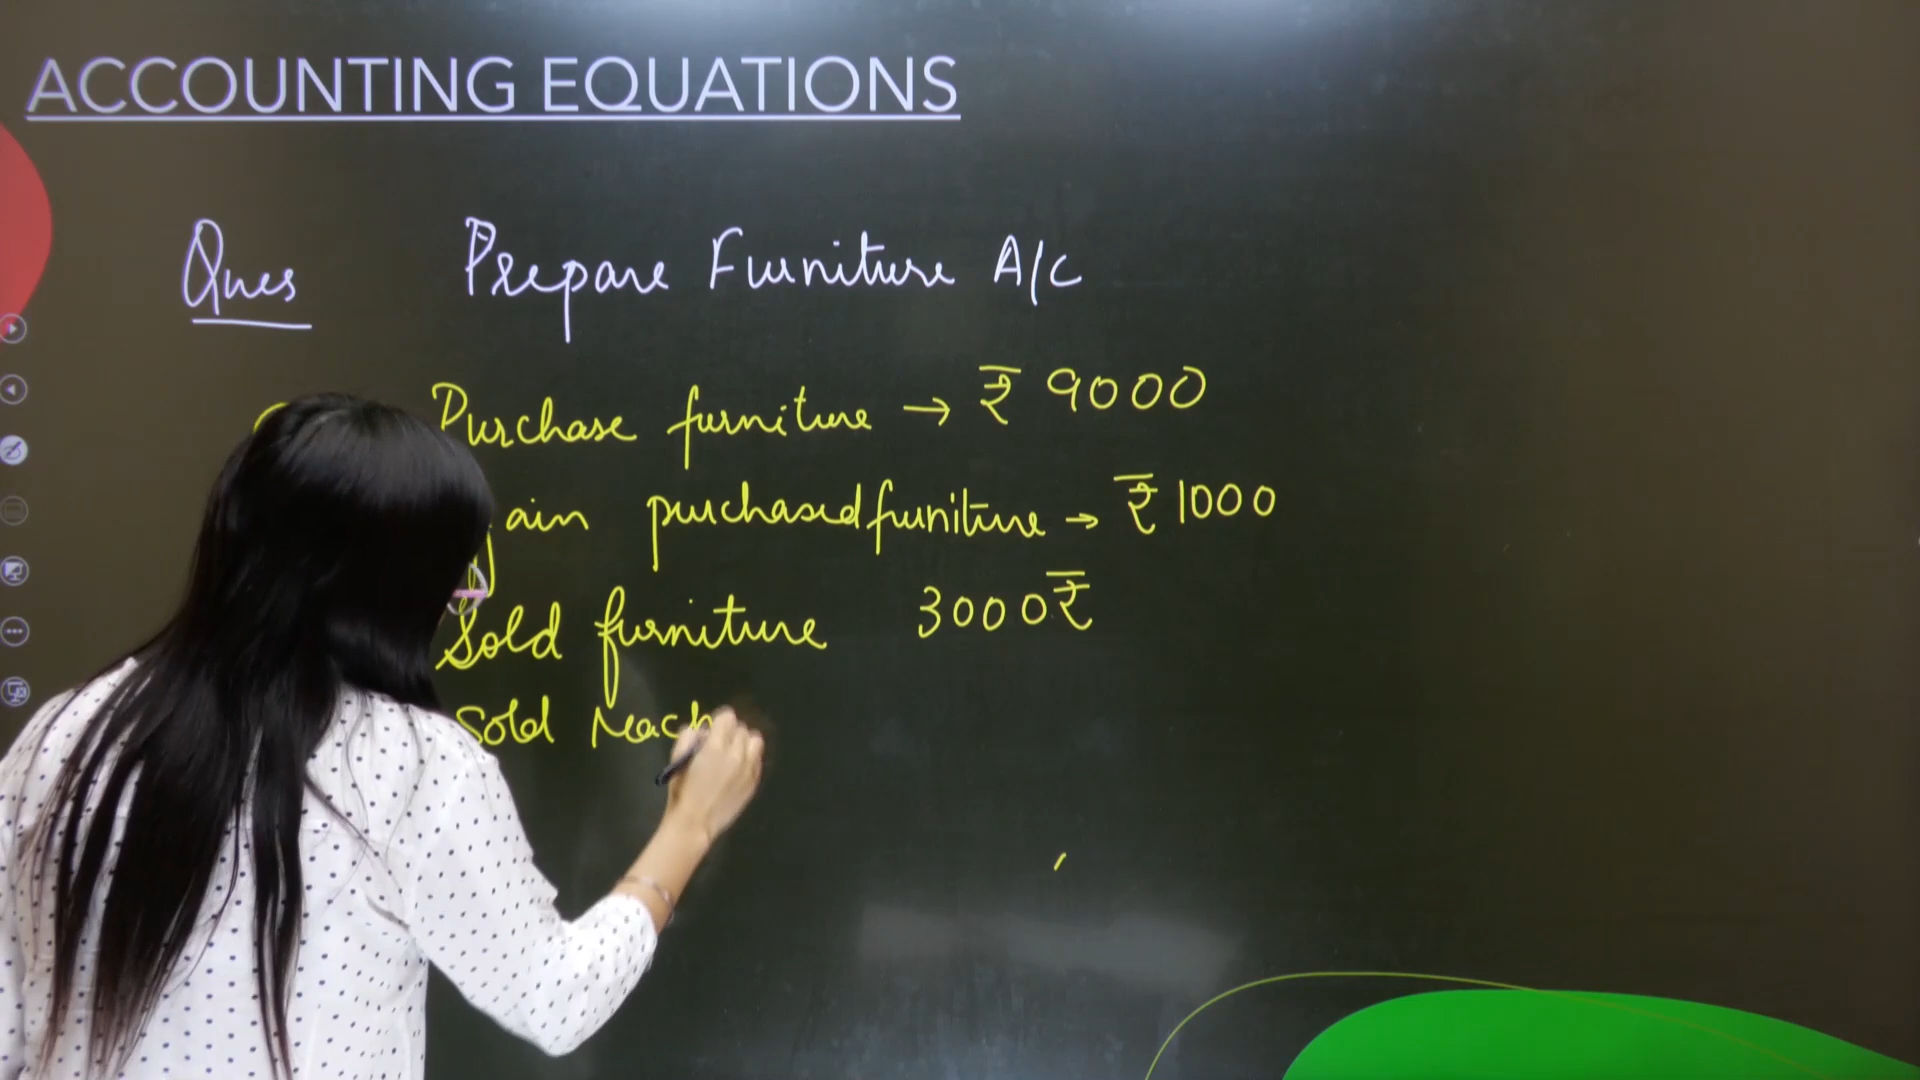 ACCOUNTING EQUATIONS
Ques Prepare Furniture A/C
Purchase furniture → ₹ 9000
ain purchased furniture → ₹ 1000
Sold furniture 3000 ₹
Sold